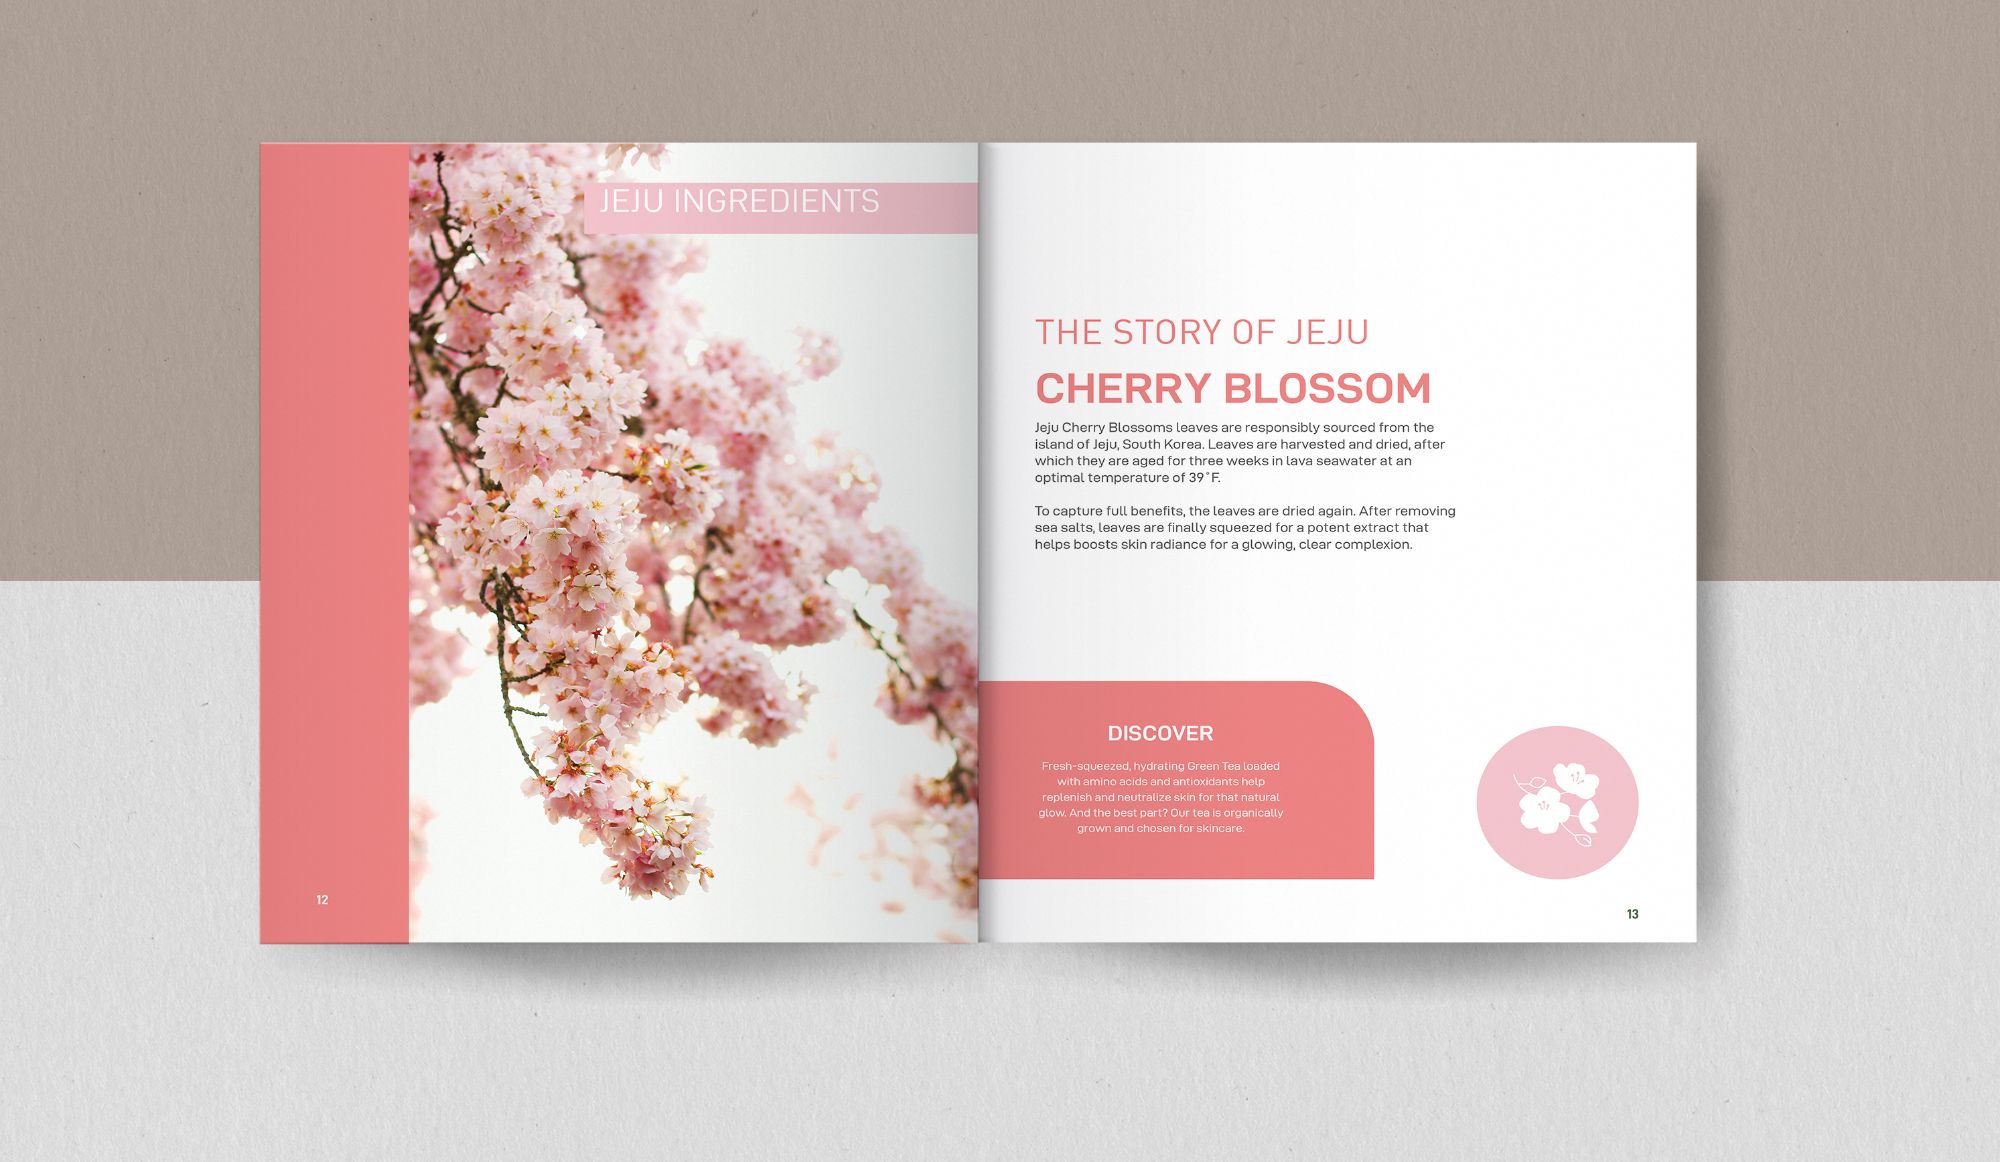 JEJU INGREDIENTS
12
THE STORY OF JEJU
CHERRY BLOSSOM
Jeju Cherry Blossoms leaves are responsibly sourced from the
island of Jeju, South Korea. Leaves are harvested and dried, after
which they are aged for three weeks in lava seawater at an
optimal temperature of 39˚F.
To capture full benefits, the leaves are dried again. After removing
sea salts, leaves are finally squeezed for a potent extract that
helps boosts skin radiance for a glowing, clear complexion.
DISCOVER
Fresh-squeezed, hydrating Green Tea loaded
with amino acids and antioxidants help
replenish and neutralize skin for that natural
glow. And the best part? Our tea is organically
grown and chosen for skincare.
13